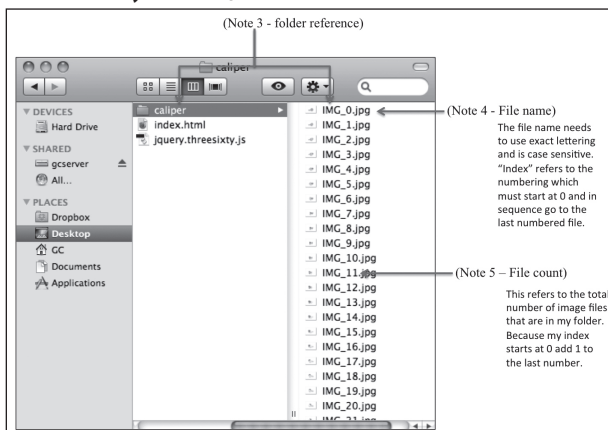 (Note 3 - folder reference)
caliper
DEVICES
Hard Drive
SHARED
gcserver
All...
PLACES
Dropbox
Desktop
GC
Documents
Applications
caliper
index.html
jquery.threesixty.js
IMG_0.jpg
IMG_1.jpg
IMG_2.jpg
IMG_3.jpg
IMG_4.jpg
IMG_5.jpg
IMG_6.jpg
IMG_7.jpg
IMG_8.jpg
IMG_9.jpg
IMG_10.jpg
IMG_11.jpg
IMG_12.jpg
IMG_13.jpg
IMG_14.jpg
IMG_15.jpg
IMG_16.jpg
IMG_17.jpg
IMG_18.jpg
IMG_19.jpg
IMG_20.jpg
(Note 4 - File name)
The file name needs
to use exact lettering
and is case sensitive.
“Index” refers to the
numbering which
must start at 0 and in
sequence go to the
last numbered file.
(Note 5 – File count)
This refers to the total
number of image files
that are in my folder.
Because my index
starts at 0 add 1 to
the last number.